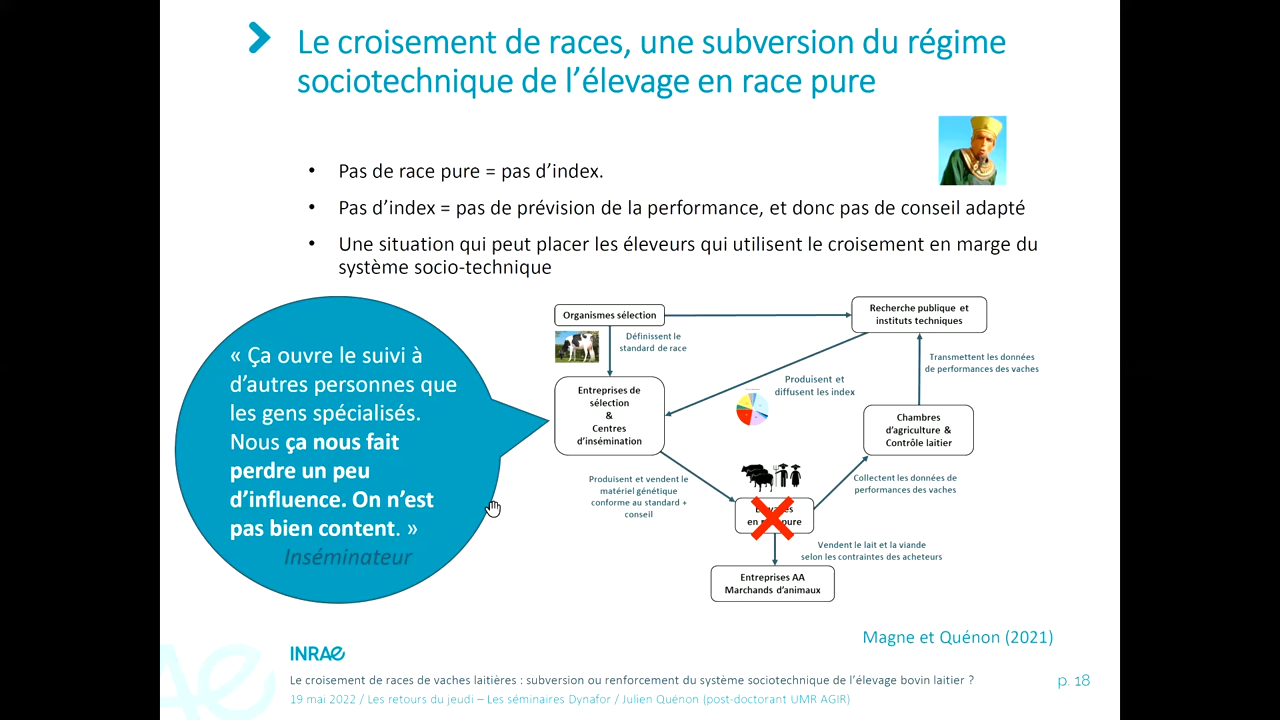 Le croisement de races, une subversion du régime
sociotechnique de l’élevage en race pure
• Pas de race pure = pas d’index.
• Pas d’index = pas de prévision de la performance, et donc pas de conseil adapté
• Une situation qui peut placer les éleveurs qui utilisent le croisement en marge du
système socio-technique
« Ça ouvre le suivi à
d’autres personnes que
les gens spécialisés.
Nous ça nous fait
perdre un peu
d’influence. On n’est
pas bien content. »
Inséminateur
Organismes sélection
Recherche publique et
instituts techniques
Définissent le
standard de race
Transmettent les données
de performances des vaches
Produisent et
diffusent les index
Entreprises de
sélection
&
Centres
d’insémination
Chambres
d’agriculture &
Contrôle laitier
Produisent et vendent le
matériel génétique
conforme au standard +
conseil
Collectent les données de
performances des vaches
en pure
Vendent le lait et la viande
selon les contraintes des acheteurs
Entreprises AA
Marchands d’animaux
Magne et Quénon (2021)
INRAE
Le croisement de races de vaches laitières : subversion ou renforcement du système sociotechnique de l’élevage bovin laitier ?
p. 18
19 mai 2022 / Les retours du jeudi – Les séminaires Dynafor / Julien Quénon (post-doctorant UMR AGIR)